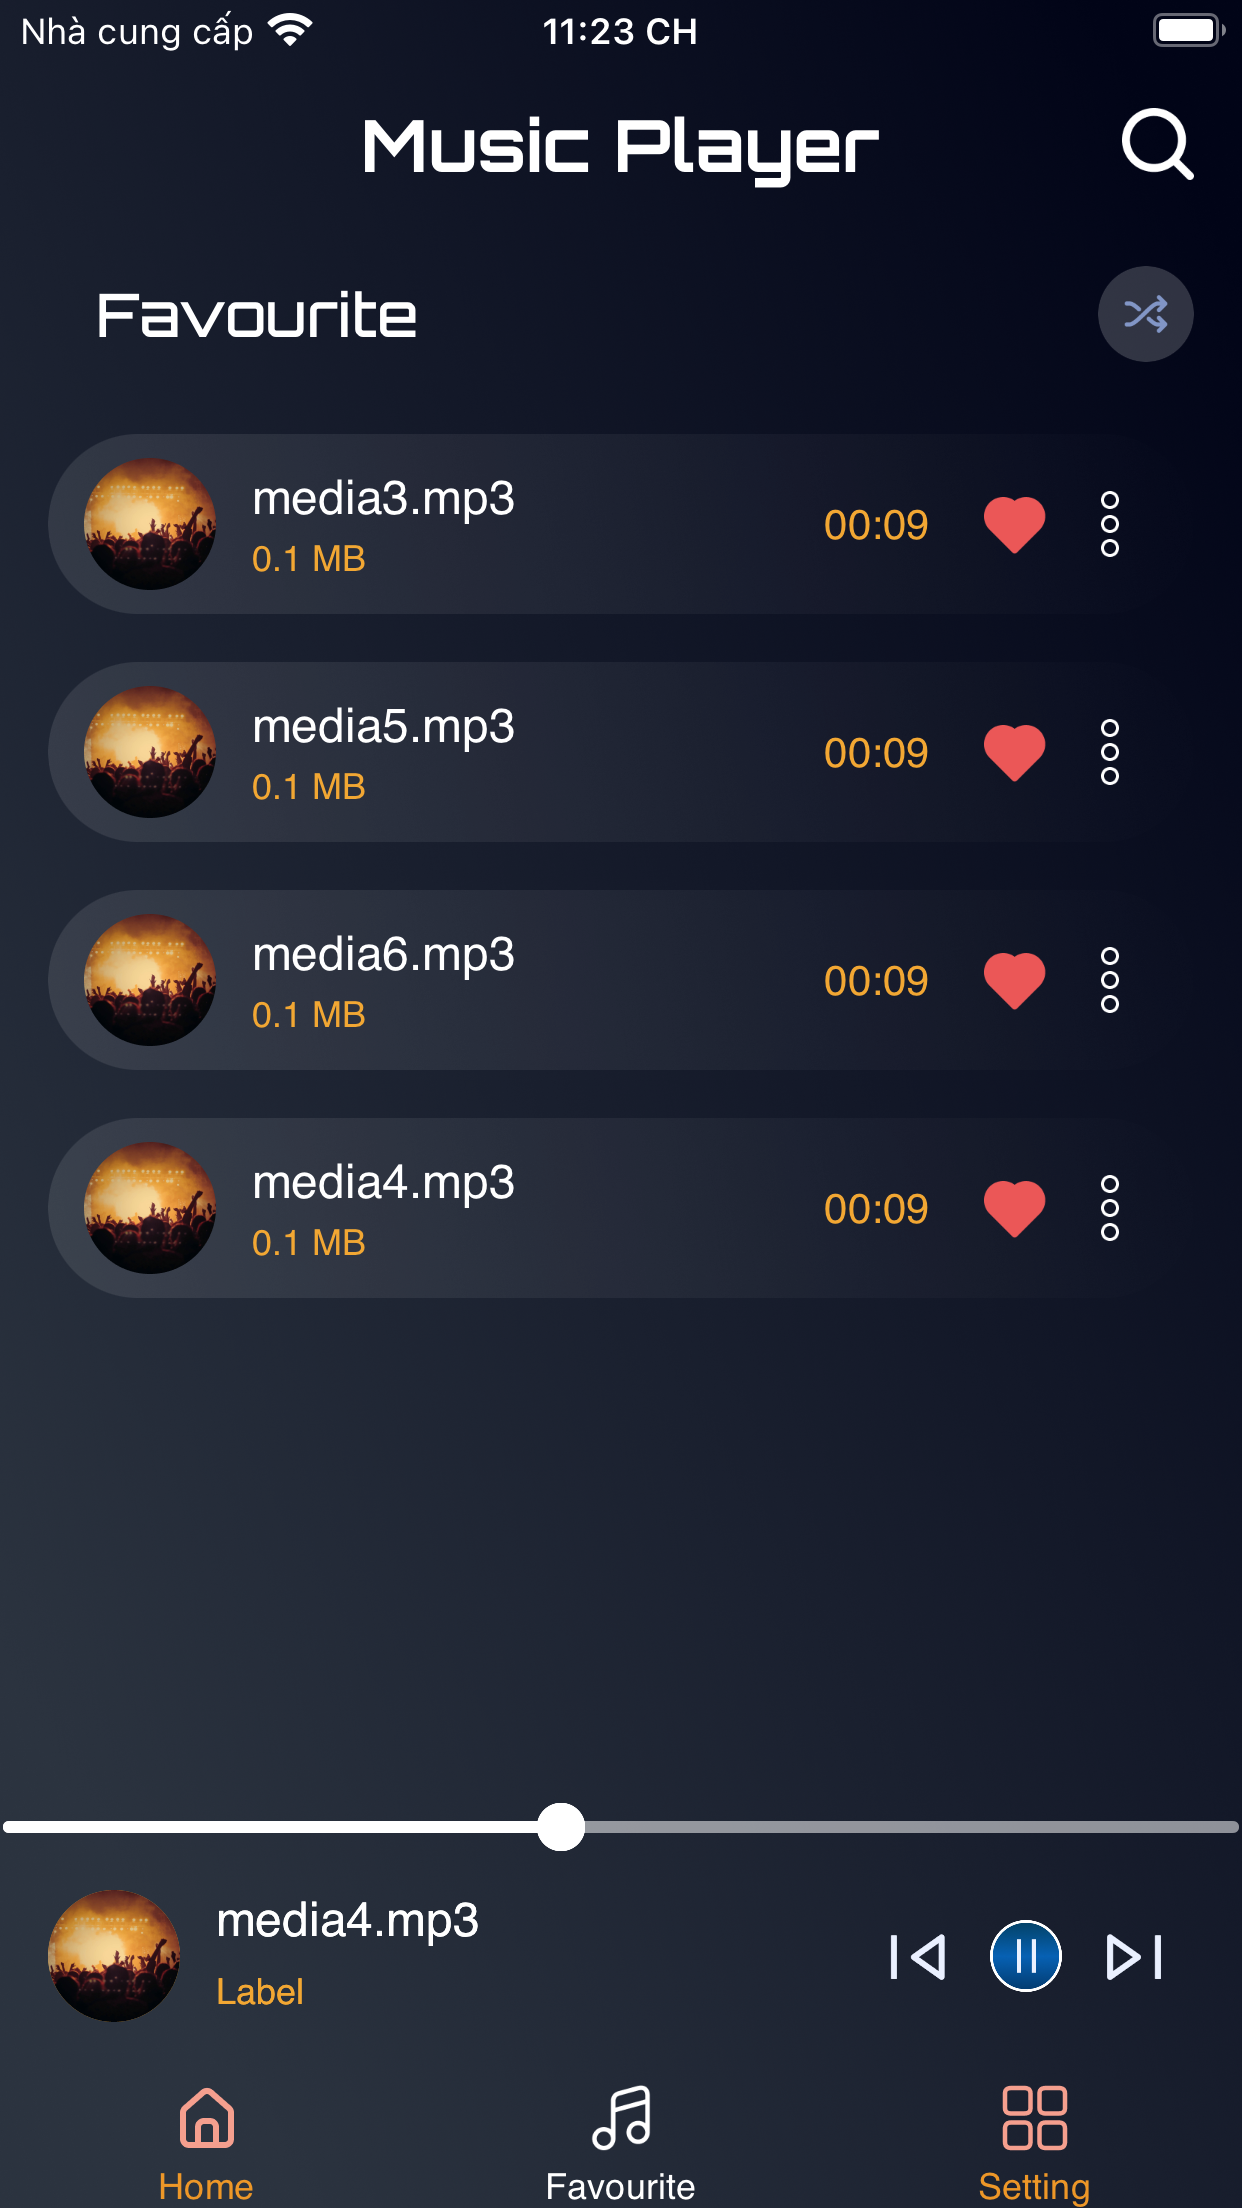 Nhà cung cấp 11:23 CH
Music Player
Favourite
media3.mp3
0.1 MB
00:09
media5.mp3
0.1 MB
00:09
media6.mp3
0.1 MB
00:09
media4.mp3
0.1 MB
00:09
media4.mp3
Label
Home Favourite Setting